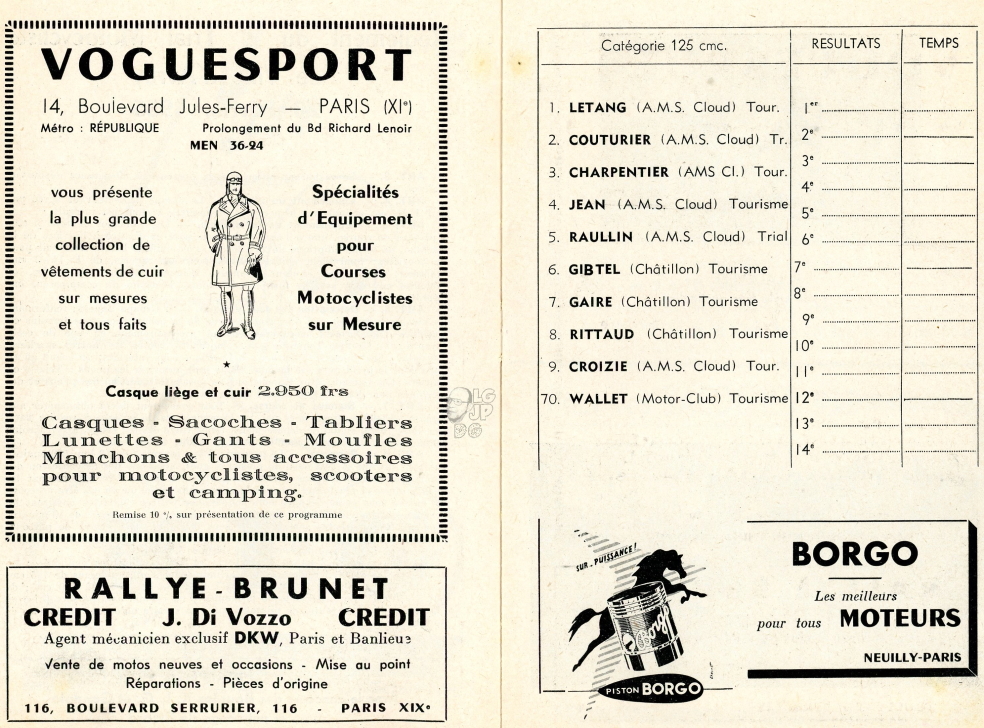 VOGUESPORT
14, Boulevard Jules-Ferry — PARIS (XIe)
Métro : RÉPUBLIQUE Prolongement du Bd Richard Lenoir
MEN 36-24
vous présente
la plus grande
collection de
vêtements de cuir
sur mesures
et tous faits
Spécialités
d'Equipement
pour
Courses
Motocyclistes
sur Mesure
Casque liège et cuir 2.950 frs
Casques - Sacoches - Tabliers
Lunettes - Gants - Moufles
Manchons & tous accessoires
pour motocyclistes, scooters
et camping.
Remise 10 % sur présentation de ce programme
RALLYE - BRUNET
CREDIT J. Di Vozzo CREDIT
Agent mécanicien exclusif DKW, Paris et Banlieue
Vente de motos neuves et occasions - Mise au point
Réparations - Pièces d'origine
116, BOULEVARD SERRURIER, 116 - PARIS XIXe
LG
JP
DG
Catégorie 125 cmc. RESULTATS TEMPS
1. LETANG (A.M.S. Cloud) Tour.
2. COUTURIER (A.M.S. Cloud) Tr.
3. CHARPENTIER (AMS Cl.) Tour.
4. JEAN (A.M.S. Cloud) Tourisme
5. RAULLIN (A.M.S. Cloud) Trial
6. GIBTEL (Châtillon) Tourisme
7. GAIRE (Châtillon) Tourisme
8. RITTAUD (Châtillon) Tourisme
9. CROIZIE (A.M.S. Cloud) Tour.
70. WALLET (Motor-Club) Tourisme
1er
2e
3e
4e
5e
6e
7e
8e
9e
10e
11e
12e
13e
14e
SUR-PUISSANCE !
Borgo
PISTON BORGO
BORGO
Les meilleurs
pour tous MOTEURS
NEUILLY-PARIS